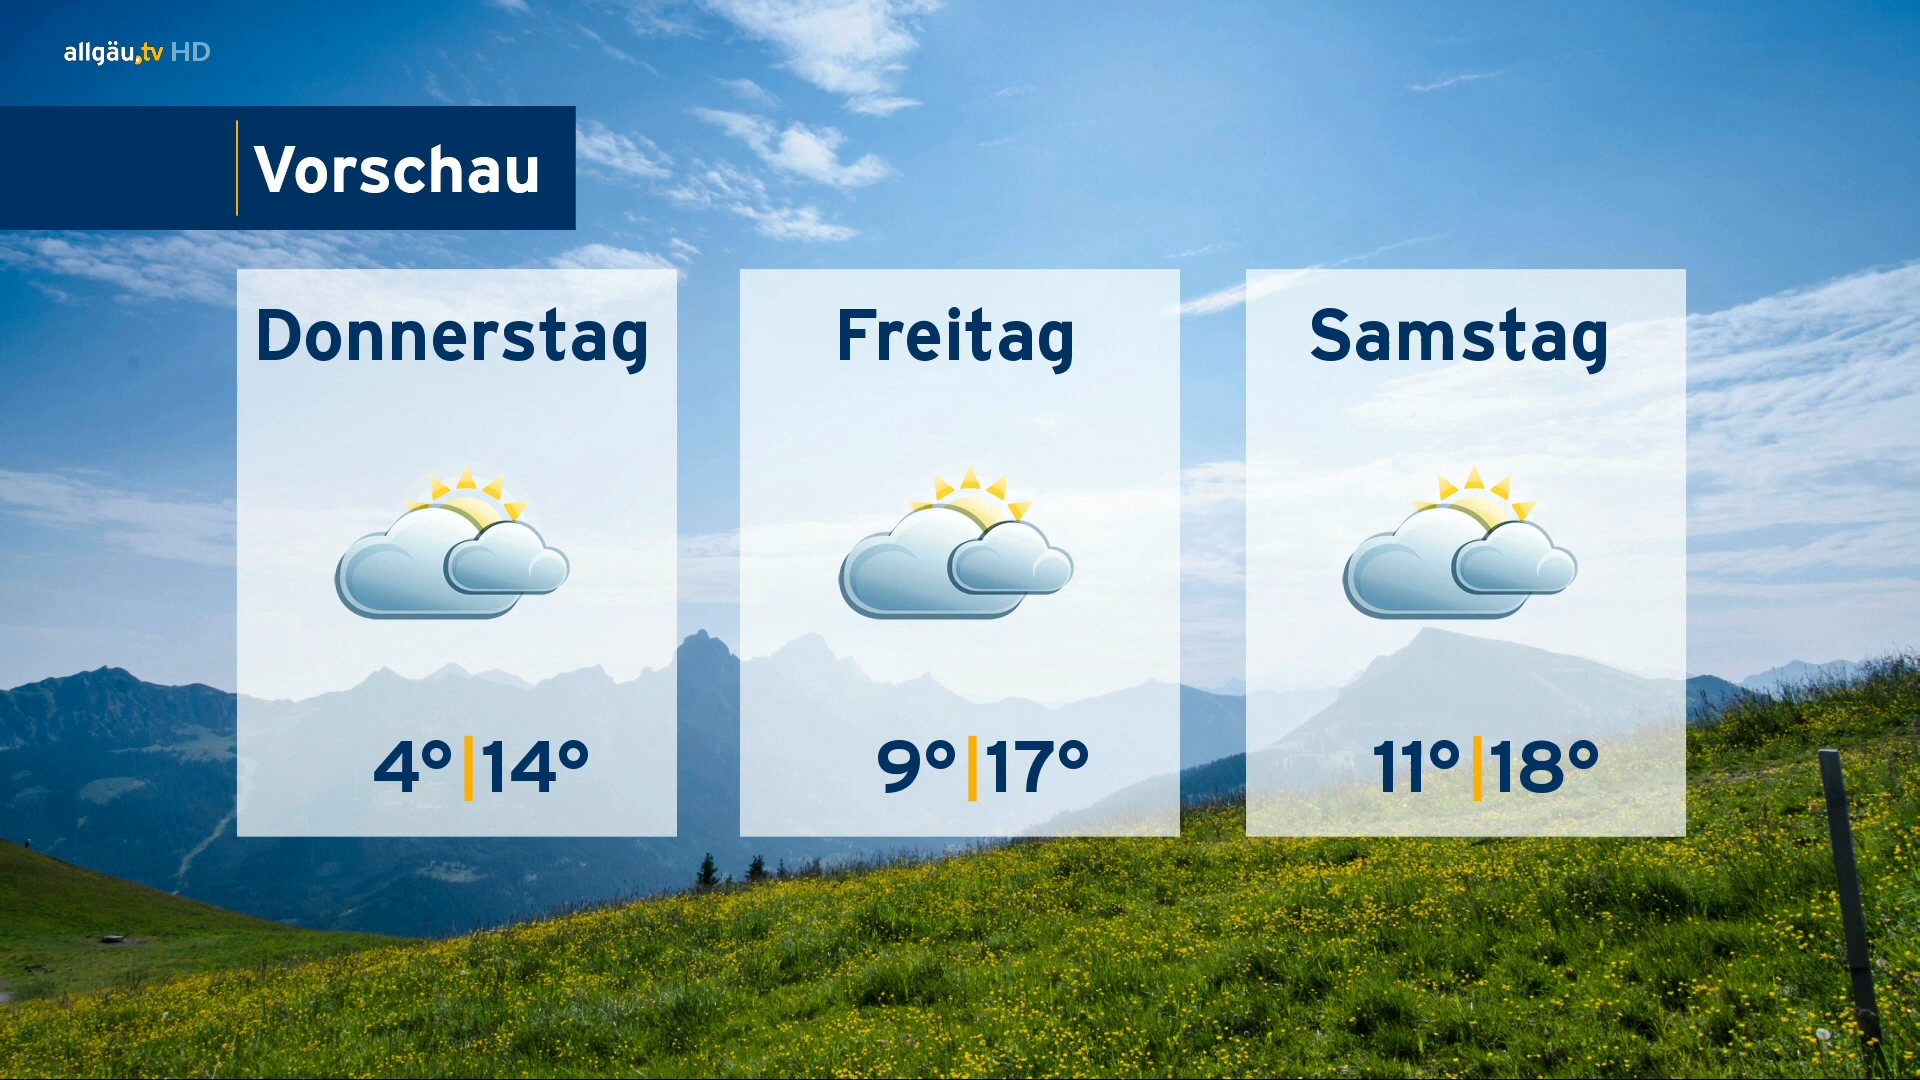 allgäu.tv HD
Vorschau
Donnerstag
Freitag
Samstag
4°|14°
9°|17°
11°|18°